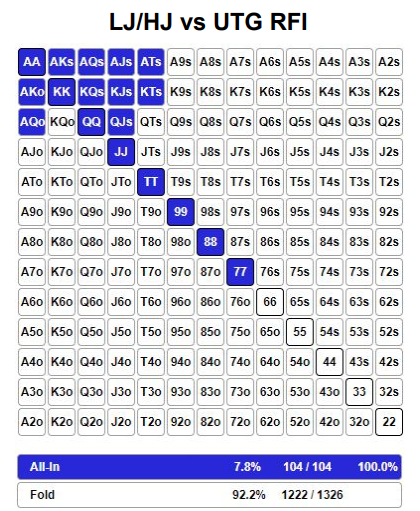 LJ/HJ vs UTG RFI
AA AKs AQs AJs ATs A9s A8s A7s A6s A5s A4s A3s A2s
AKo KK KQs KJs KTs K9s K8s K7s K6s K5s K4s K3s K2s
AQo KQo QQ QJs QTs Q9s Q8s Q7s Q6s Q5s Q4s Q3s Q2s
AJo KJo QJo JJ JTs J9s J8s J7s J6s J5s J4s J3s J2s
ATo KTo QTo JTo TT T9s T8s T7s T6s T5s T4s T3s T2s
A9o K9o Q9o J9o T9o 99 98s 97s 96s 95s 94s 93s 92s
A8o K8o Q8o J8o T8o 98o 88 87s 86s 85s 84s 83s 82s
A7o K7o Q7o J7o T7o 97o 87o 77 76s 75s 74s 73s 72s
A6o K6o Q6o J6o T6o 96o 86o 76o 66 65s 64s 63s 62s
A5o K5o Q5o J5o T5o 95o 85o 75o 65o 55 54s 53s 52s
A4o K4o Q4o J4o T4o 94o 84o 74o 64o 54o 44 43s 42s
A3o K3o Q3o J3o T3o 93o 83o 73o 63o 53o 43o 33 32s
A2o K2o Q2o J2o T2o 92o 82o 72o 62o 52o 42o 32o 22
All-in 7.8% 104 / 104 100.0%
Fold 92.2% 1222 / 1326